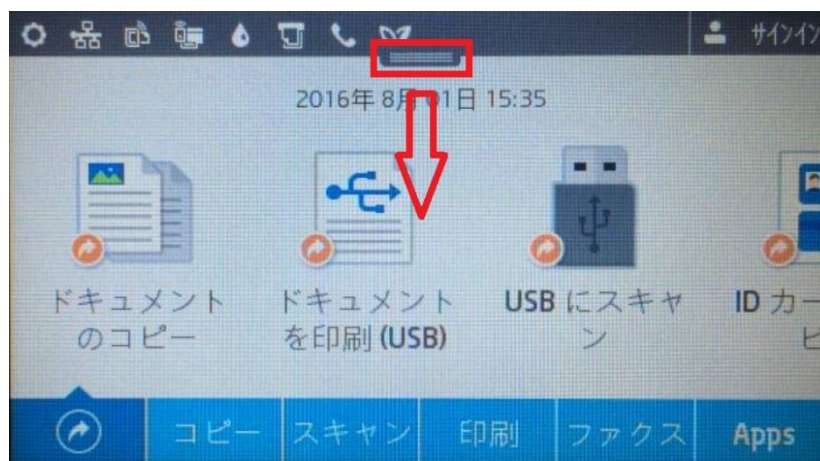 サインイン
2016年 8月 01日 15:35
ドキュメント
のコピー
ドキュメント
を印刷 (USB)
USB にスキャ
ン
ID カー
ピ
コピー
スキャン
印刷
ファクス
Apps